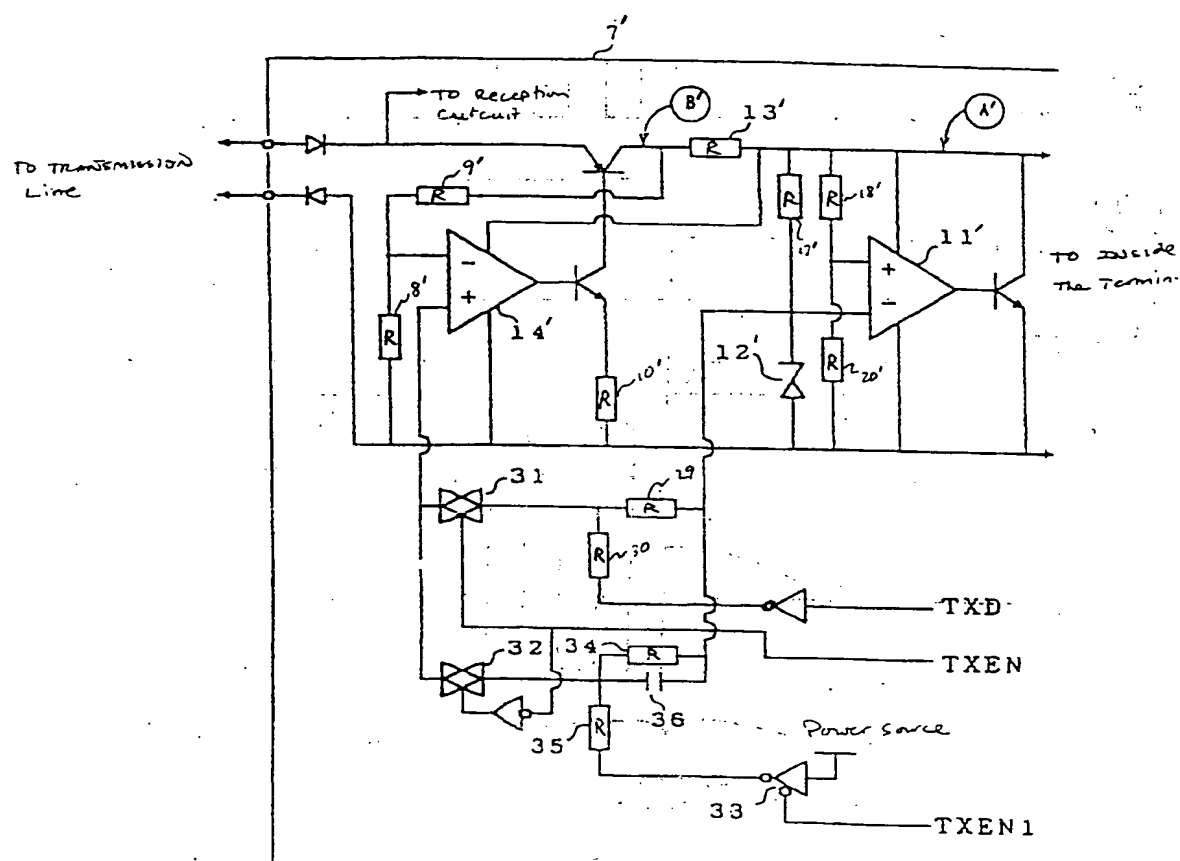 7'
TO Reception
CIRCUIT
B'
13'
A'
TO TRANSMISSION
Line
R
9'
R
R
17'
R
18'
11'
-
+
14'
+
-
TO INSIDE
The Termin.
R
8'
12'
R
20'
R
10'
31
29
R
R
30
TXD
32
34
R
TXEN
36
35
R
Power source
33
TXEN1